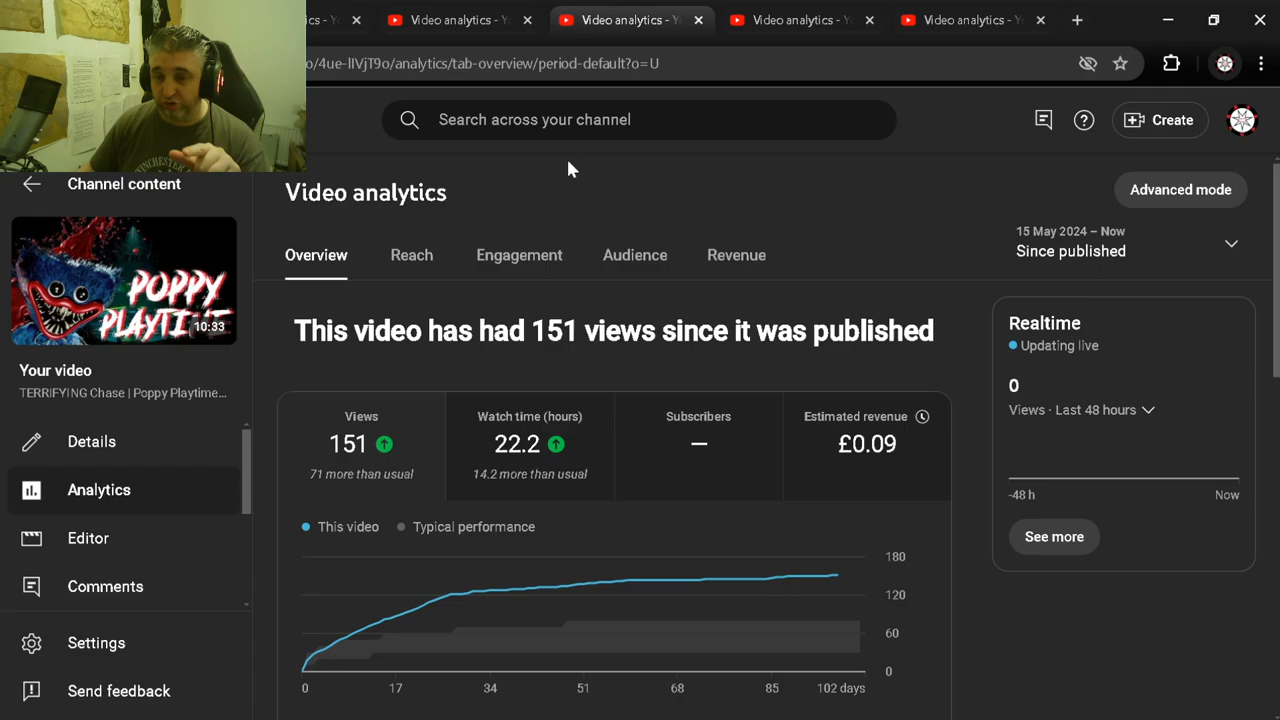 cs - Y
Video analytics - Y
Video analytics - Y
Video analytics - Y
Video analytics - Y
o/4ue-lIVjT9o/analytics/tab-overview/period-default?o=U
Search across your channel
Create
Channel content
10:33
POPPY
PLAYTI
Your video
TERRIFYING Chase | Poppy Playtime...
Details
Analytics
Editor
Comments
Settings
Send feedback
Video analytics
Advanced mode
15 May 2024 – Now
Since published
Overview
Reach
Engagement
Audience
Revenue
This video has had 151 views since it was published
Views
151
71 more than usual
Watch time (hours)
22.2
14.2 more than usual
Subscribers
—
Estimated revenue
£0.09
This video
Typical performance
180
120
60
0
0
17
34
51
68
85
102 days
Realtime
Updating live
0
Views · Last 48 hours
-48 h
Now
See more